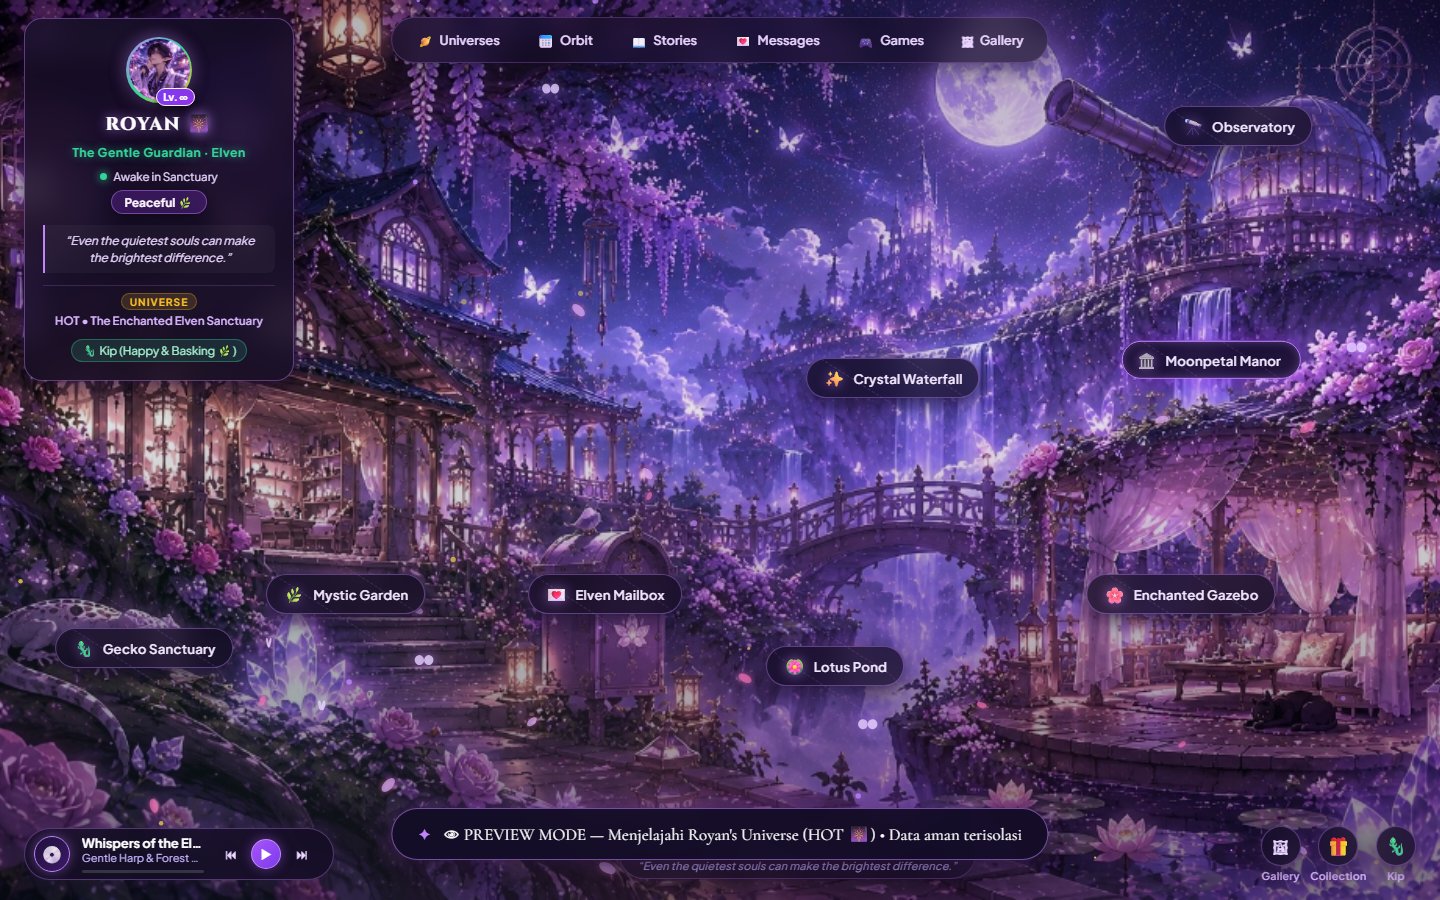 Universes
Orbit
Stories
Messages
Games
Gallery
Lv. ∞
ROYAN
The Gentle Guardian · Elven
Awake in Sanctuary
Peaceful
"Even the quietest souls can make
the brightest difference."
UNIVERSE
HOT • The Enchanted Elven Sanctuary
Kip (Happy & Basking 🌿 )
Observatory
Moonpetal Manor
Crystal Waterfall
Mystic Garden
Elven Mailbox
Enchanted Gazebo
Gecko Sanctuary
Lotus Pond
Whispers of the El...
Gentle Harp & Forest ...
PREVIEW MODE — Menjelajahi Royan's Universe (HOT 🎆 ) • Data aman terisolasi
"Even the quietest souls can make the brightest difference."
Gallery
Collection
Kip